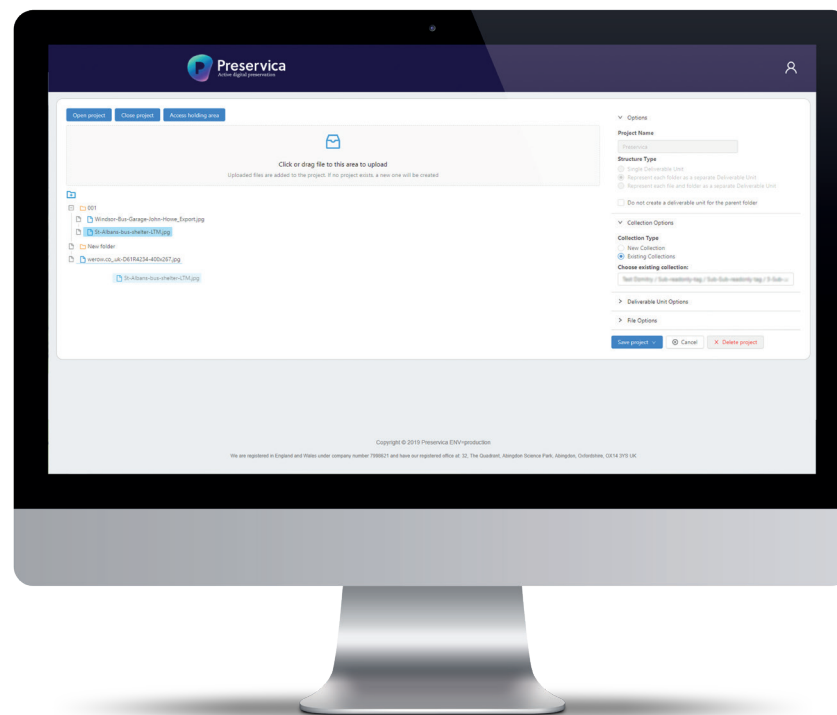 Preservica
Active digital preservation
Open project
Close project
Access holding area
Click or drag file to this area to upload
Uploaded files are added to the project. If no project exists, a new one will be created
001
Windsor-Bus-Garage-John-Howe_Export.jpg
St-Albans-bus-shelter-LTM.jpg
New folder
werow.co_.uk-D61R4234-400x267.jpg
St-Albans-bus-shelter-LTM.jpg
Options
Project Name
Preservica
Structure Type
Single Deliverable Unit
Represent each folder as a separate Deliverable Unit
Represent each file and folder as a separate Deliverable Unit
Do not create a deliverable unit for the parent folder
Collection Options
Collection Type
New Collection
Existing Collections
Choose existing collection:
Deliverable Unit Options
File Options
Save project
Cancel
Delete project
Copyright © 2019 Preservica ENV=production
We are registered in England and Wales under company number 7998621 and have our registered office at: 32, The Quadrant, Abingdon Science Park, Abingdon, Oxfordshire, OX14 3YS UK